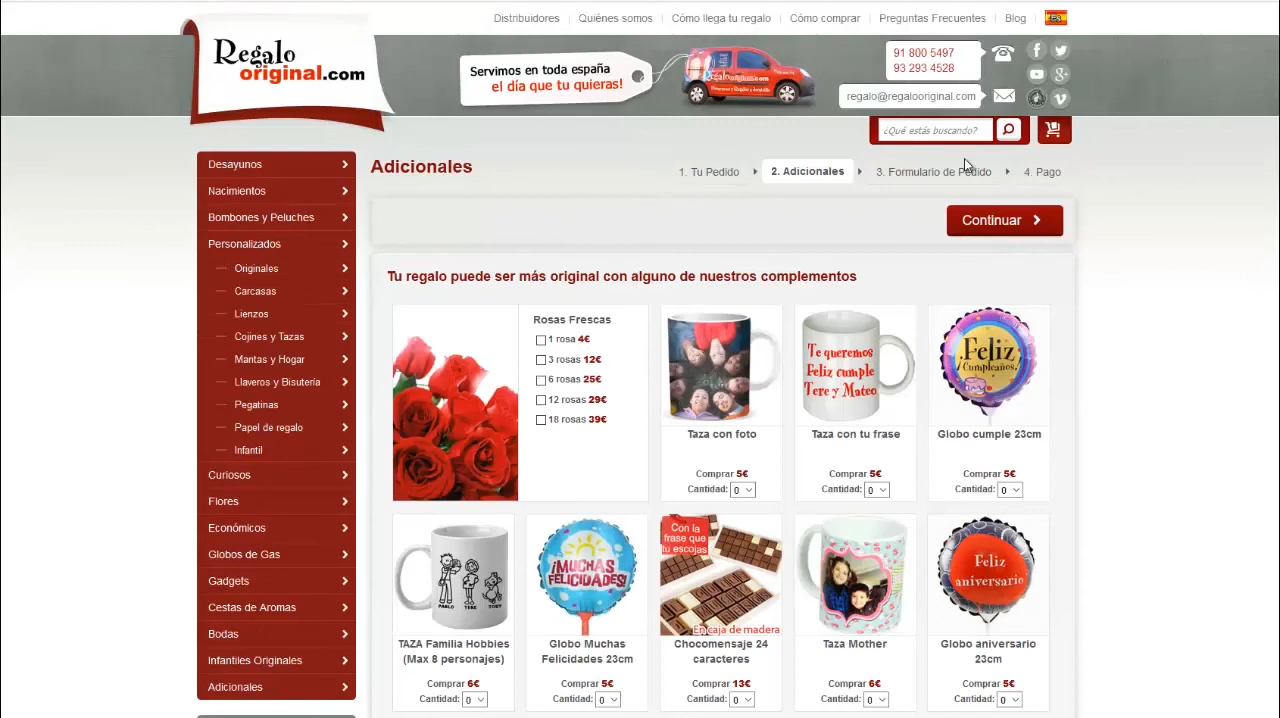 Distribuidores
Quiénes somos
Cómo llega tu regalo
Cómo comprar
Preguntas Frecuentes
Blog
Regalo
original.com
Servimos en toda españa
el día que tu quieras!
91 800 5497
93 293 4528
regalo@regalooriginal.com
¿Qué estás buscando?
Desayunos
Nacimientos
Bombones y Peluches
Personalizados
Originales
Carcasas
Lienzos
Cojines y Tazas
Mantas y Hogar
Llaveros y Bisutería
Pegatinas
Papel de regalo
Infantil
Curiosos
Flores
Económicos
Globos de Gas
Gadgets
Cestas de Aromas
Bodas
Infantiles Originales
Adicionales
Adicionales
1. Tu Pedido
2. Adicionales
3. Formulario de Pedido
4. Pago
Continuar
Tu regalo puede ser más original con alguno de nuestros complementos
Rosas Frescas
1 rosa 4€
3 rosas 12€
6 rosas 25€
12 rosas 29€
18 rosas 39€
Taza con foto
Comprar 5€
Cantidad: 0
Te queremos
Feliz cumple
Tere y Mateo
Taza con tu frase
Comprar 5€
Cantidad: 0
Feliz
Cumpleaños
Globo cumple 23cm
Comprar 5€
Cantidad: 0
PABLO TERE TOBY
TAZA Familia Hobbies
(Max 8 personajes)
Comprar 6€
Cantidad: 0
¡MUCHAS
FELICIDADES!
Globo Muchas
Felicidades 23cm
Comprar 5€
Cantidad: 0
Con la
frase que
tu escojas
En caja de madera
Chocomensaje 24
caracteres
Comprar 13€
Cantidad: 0
Taza Mother
Comprar 6€
Cantidad: 0
Feliz
aniversario
Globo aniversario
23cm
Comprar 5€
Cantidad: 0